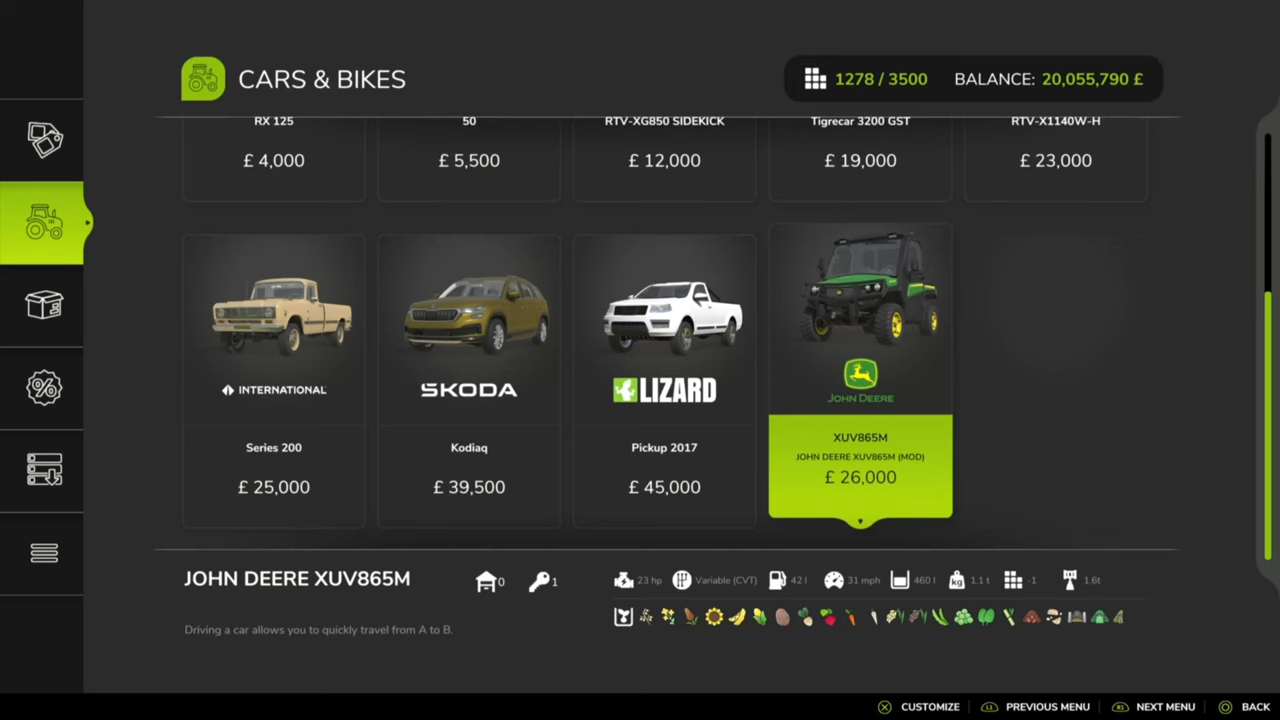 CARS & BIKES
1278 / 3500
BALANCE: 20,055,790 £
RX 125
50
RTV-XG850 SIDEKICK
Tigrecar 3200 GST
RTV-X1140W-H
£ 4,000
£ 5,500
£ 12,000
£ 19,000
£ 23,000
INTERNATIONAL
ŠKODA
LIZARD
JOHN DEERE
Series 200
Kodiaq
Pickup 2017
XUV865M
JOHN DEERE XUV865M (MOD)
£ 25,000
£ 39,500
£ 45,000
£ 26,000
JOHN DEERE XUV865M
0
1
23 hp
Variable (CVT)
42 l
31 mph
460 l
kg
1.1 t
-1
1.6t
Driving a car allows you to quickly travel from A to B.
CUSTOMIZE
L1 PREVIOUS MENU
R1 NEXT MENU
BACK